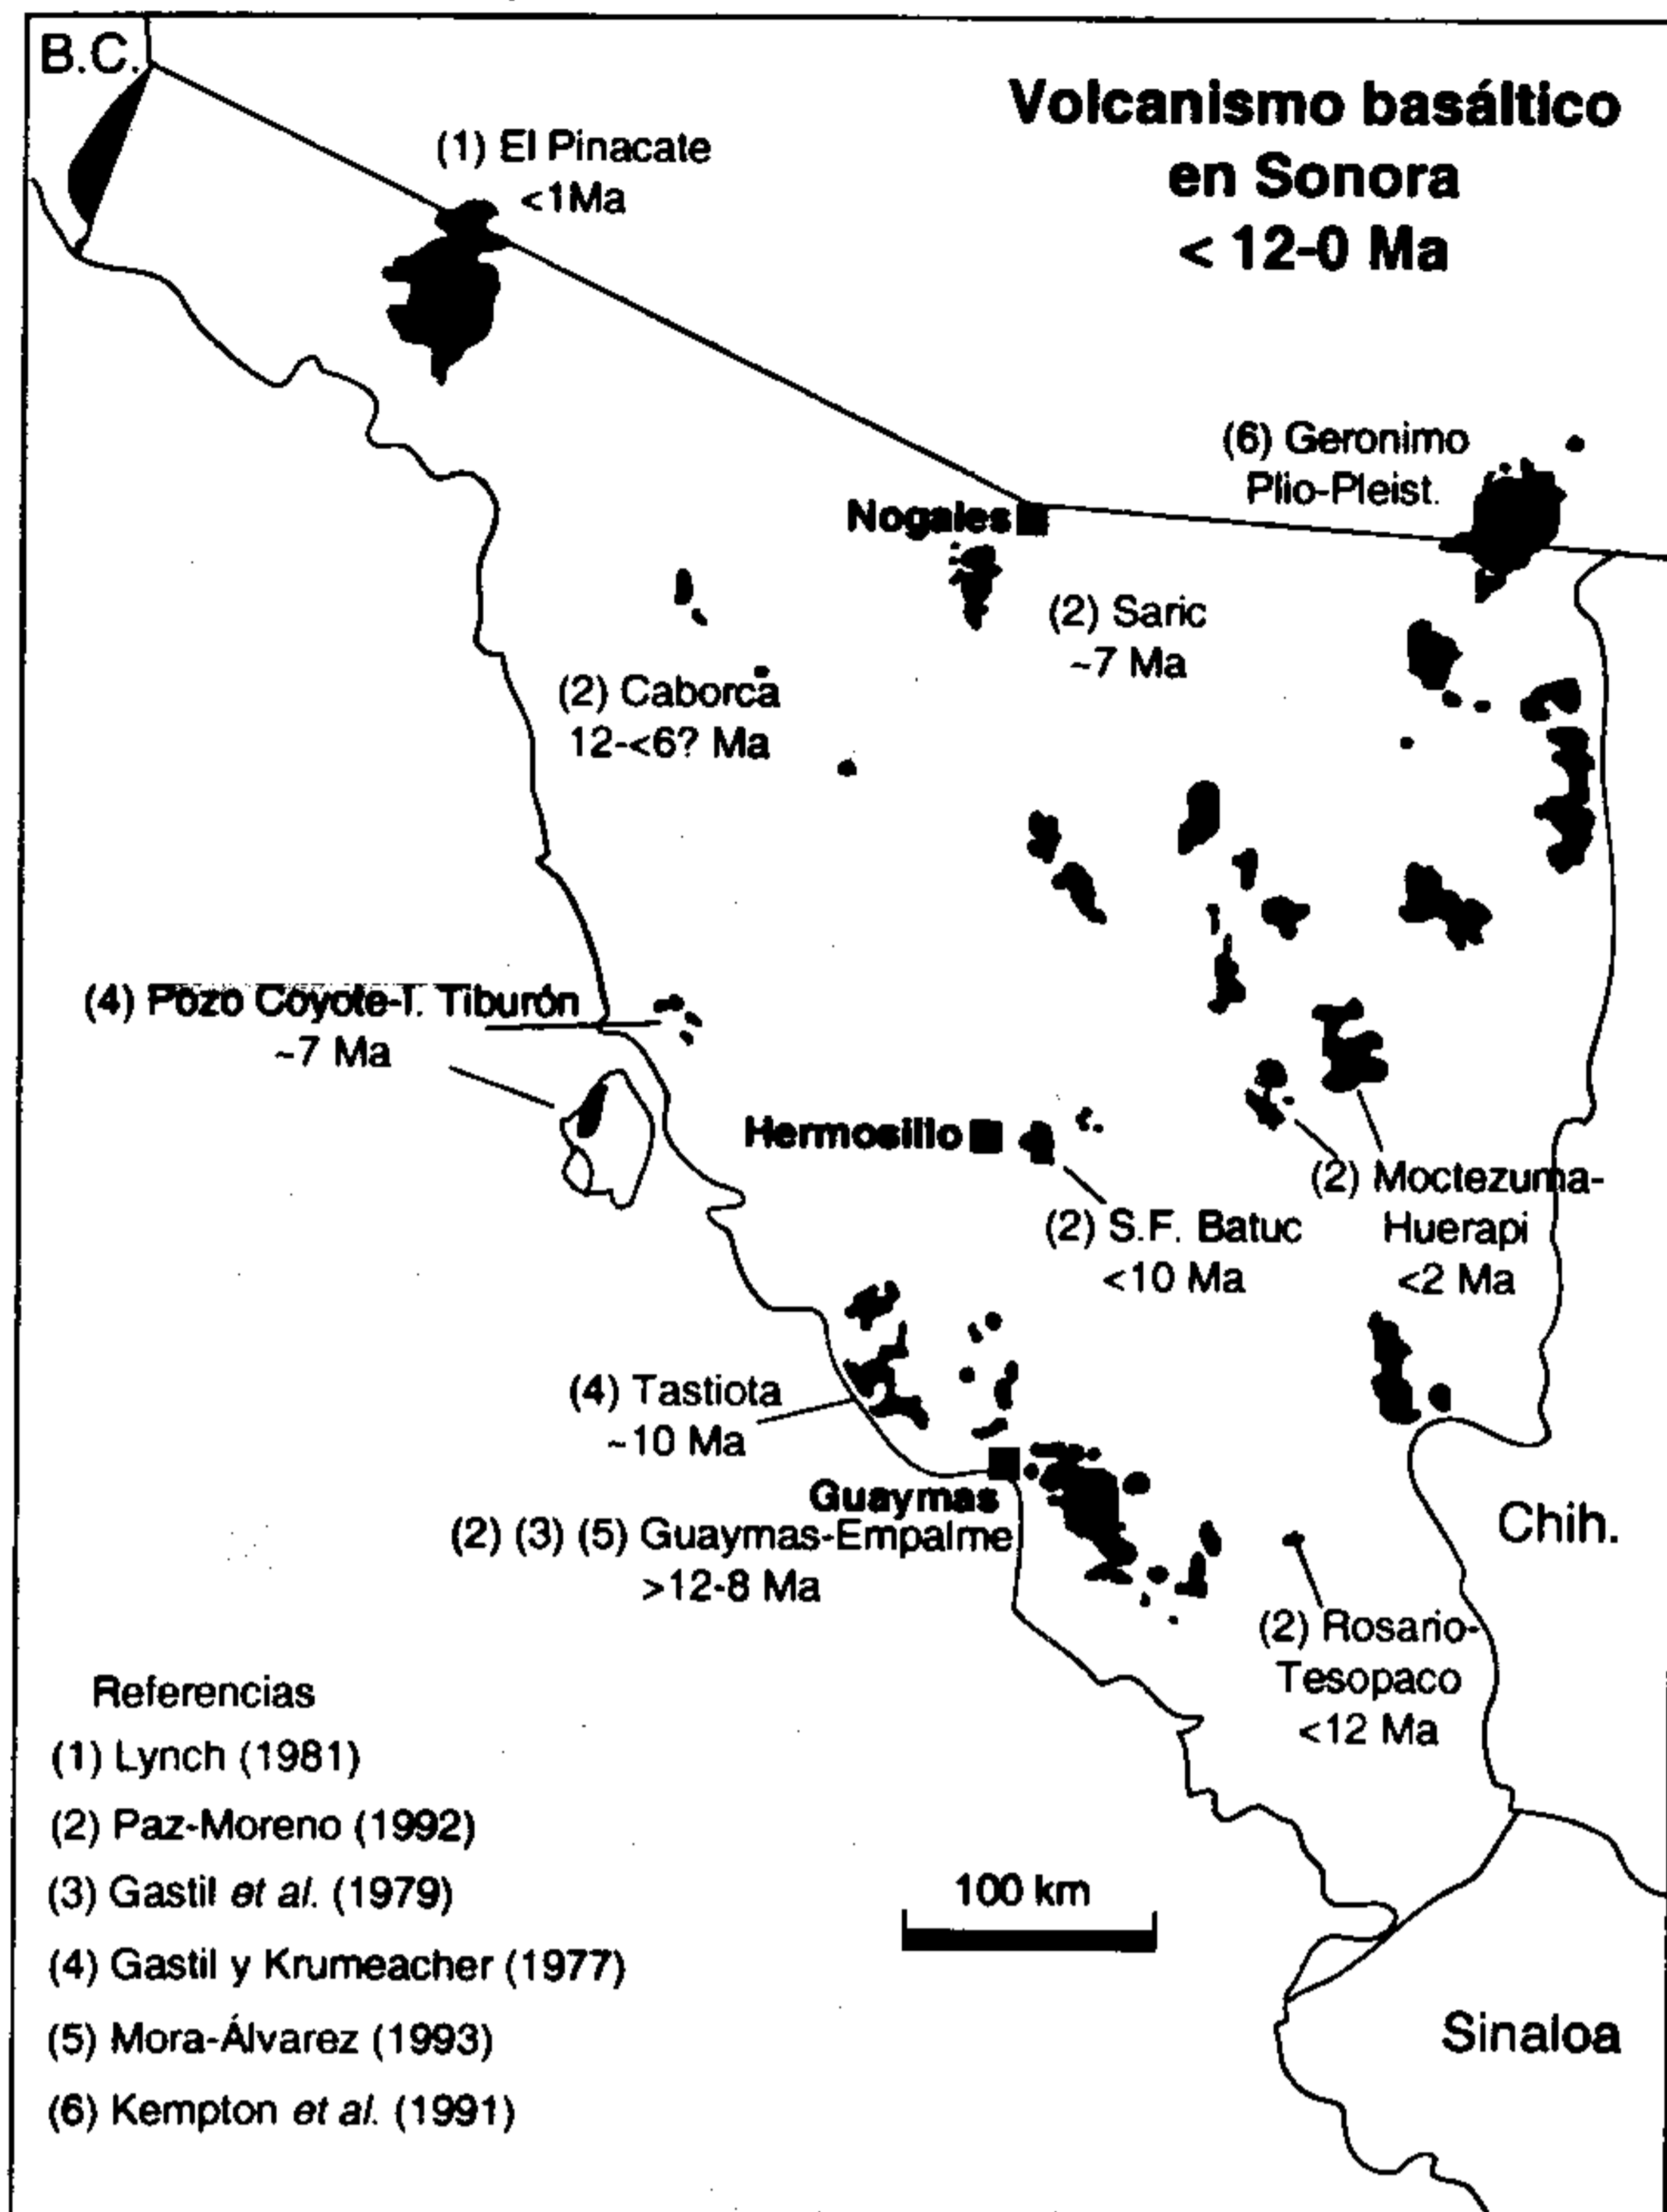 B.C.
Volcanismo basáltico
en Sonora
< 12-0 Ma
(1) El Pinacate
<1Ma
(6) Geronimo
Plio-Pleist.
Nogales
(2) Saric
~7 Ma
(2) Caborca
12-<6? Ma
(4) Pozo Coyote-I. Tiburón
~7 Ma
Hermosillo
(2) Moctezuma-
Huerapi
<2 Ma
(2) S.F. Batuc
<10 Ma
(4) Tastiota
~10 Ma
Guaymas
(2) (3) (5) Guaymas-Empalme
>12-8 Ma
Chih.
(2) Rosario-
Tesopaco
<12 Ma
Referencias
(1) Lynch (1981)
(2) Paz-Moreno (1992)
(3) Gastil et al. (1979)
(4) Gastil y Krumeacher (1977)
(5) Mora-Álvarez (1993)
(6) Kempton et al. (1991)
100 km
Sinaloa